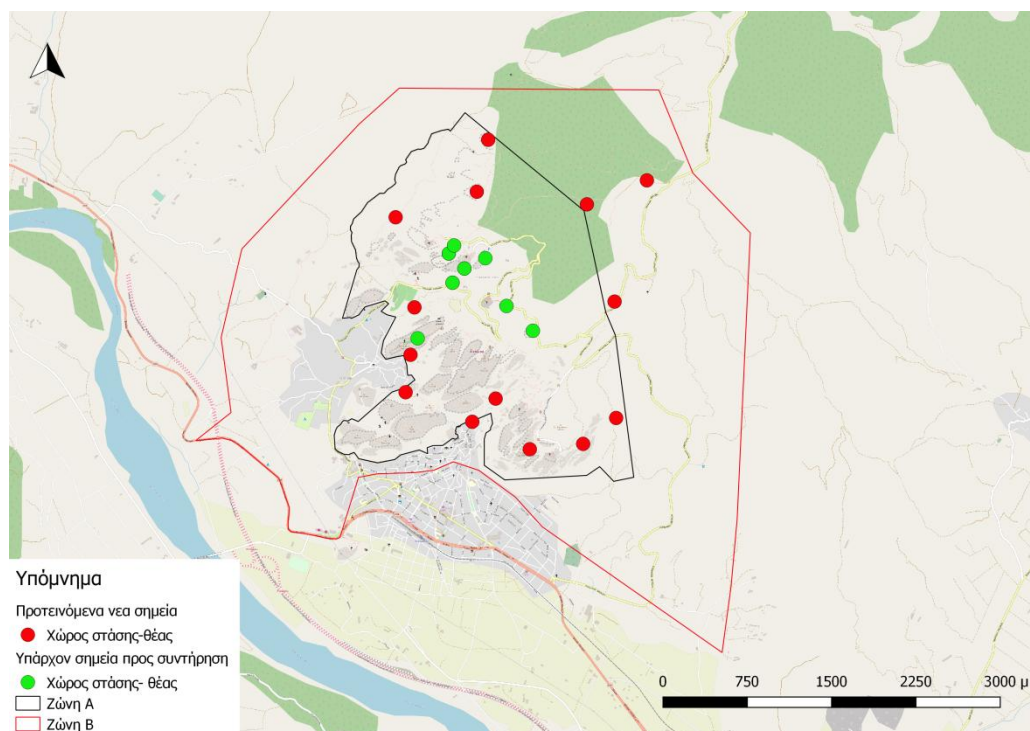 Υπόμνημα
Προτεινόμενα νεα σημεία
Χώρος στάσης-θέας
Υπάρχον σημεία προς συντήρηση
Χώρος στάσης- θέας
Ζώνη Α
Ζώνη Β
0 750 1500 2250 3000 μ